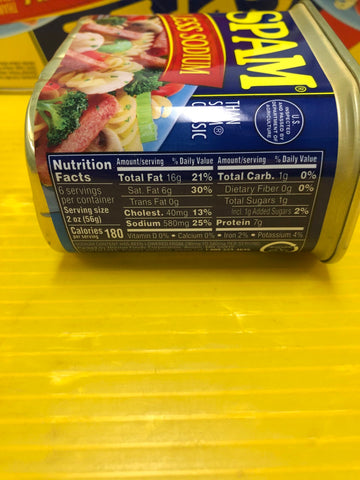 SPAM®
LESS SODIUM
THAN
SPAM®
CLASSIC
U.S.
INSPECTED
AND PASSED BY
DEPARTMENT OF
AGRICULTURE
Nutrition
Facts
6 servings
per container
Serving size
2 oz (56g)
Calories 180
per serving
Amount/serving % Daily Value
Total Fat 16g 21%
Sat. Fat 6g 30%
Trans Fat 0g
Cholest. 40mg 13%
Sodium 580mg 25%
Amount/serving % Daily Value
Total Carb. 1g 0%
Dietary Fiber 0g 0%
Total Sugars 1g
Incl. 1g Added Sugars 2%
Protein 7g
Vitamin D 0% • Calcium 0% • Iron 2% • Potassium 4%